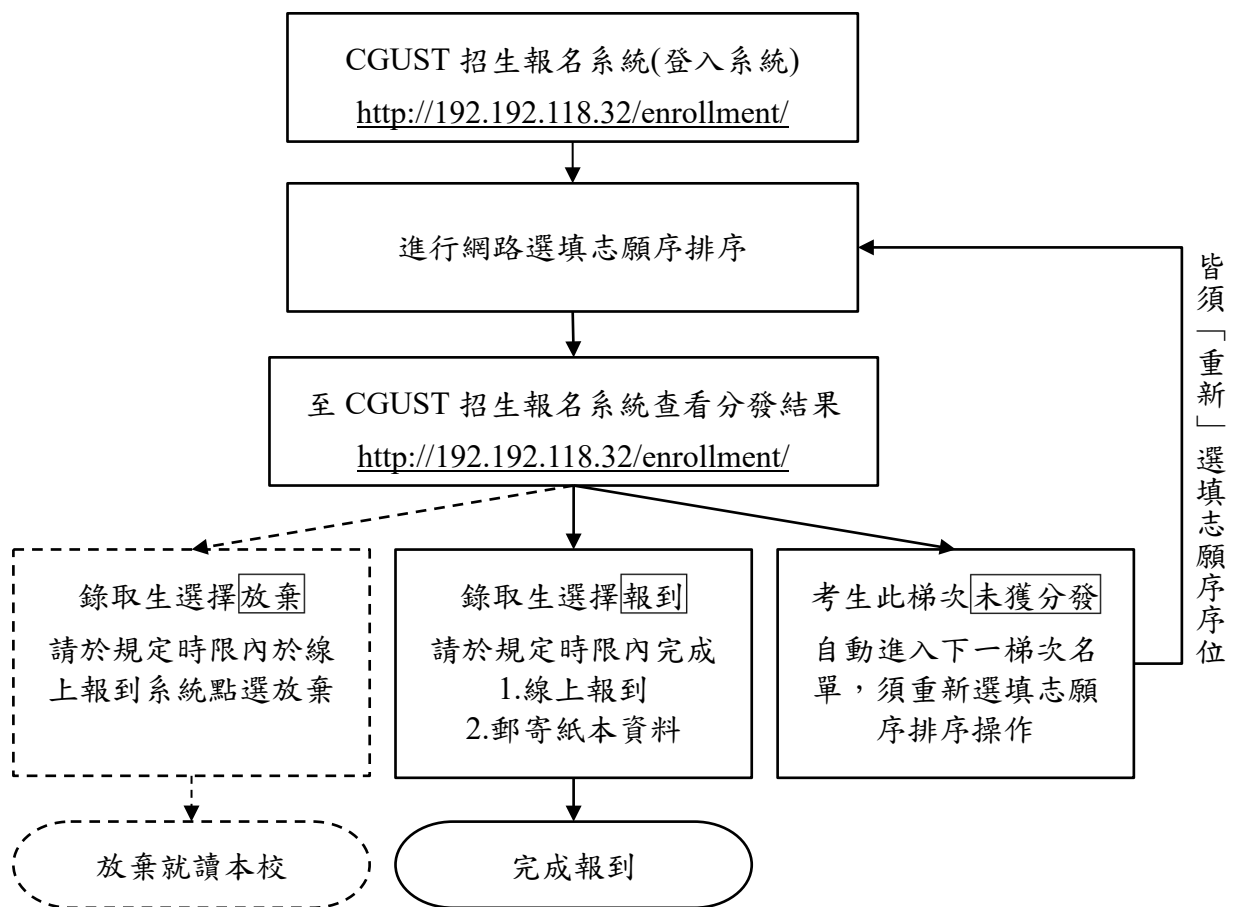 CGUST 招生報名系統(登入系統)
http://192.192.118.32/enrollment/
進行網路選填志願序排序
皆須「重新」選填志願序序位
至 CGUST 招生報名系統查看分發結果
http://192.192.118.32/enrollment/
錄取生選擇放棄
請於規定時限內於線
上報到系統點選放棄
錄取生選擇報到
請於規定時限內完成
1.線上報到
2.郵寄紙本資料
考生此梯次未獲分發
自動進入下一梯次名
單，須重新選填志願
序排序操作
放棄就讀本校
完成報到